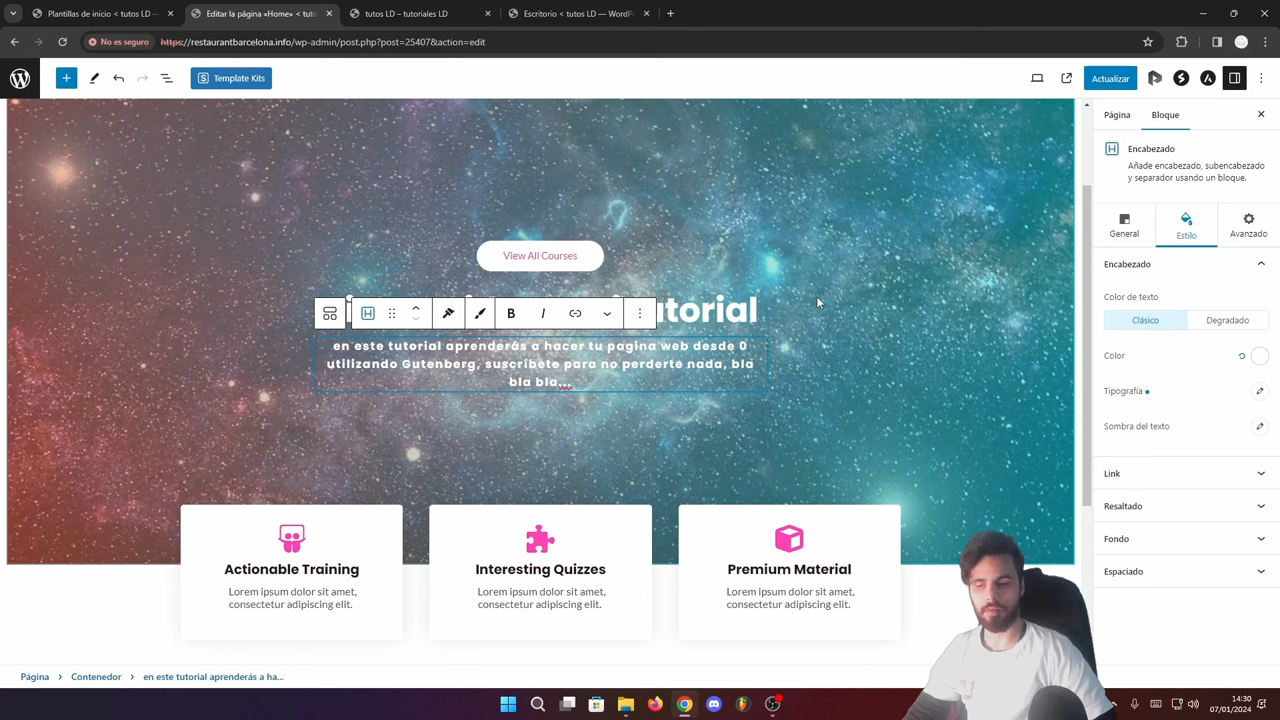 Plantillas de inicio < tutos LD —
Editar la página «Home» < tuto
tutos LD – tutoriales LD
Escritorio < tutos LD — WordPr
No es seguro
https://restaurantbarcelona.info/wp-admin/post.php?post=25407&action=edit
Template Kits
Actualizar
Página
Bloque
Encabezado
Añade encabezado, subencabezado
y separador usando un bloque.
General
Estilo
Avanzado
Encabezado
Color de texto
Clásico
Degradado
Color
Tipografía
Sombra del texto
Link
Resaltado
Fondo
Espaciado
View All Courses
utorial
en este tutorial aprenderás a hacer tu pagina web desde 0
utilizando Gutenberg, suscríbete para no perderte nada, bla
bla bla...
Actionable Training
Lorem ipsum dolor sit amet,
consectetur adipiscing elit.
Interesting Quizzes
Lorem ipsum dolor sit amet,
consectetur adipiscing elit.
Premium Material
Lorem ipsum dolor sit amet,
consectetur adipiscing elit.
Página
Contenedor
en este tutorial aprenderás a ha...
14:30
07/01/2024